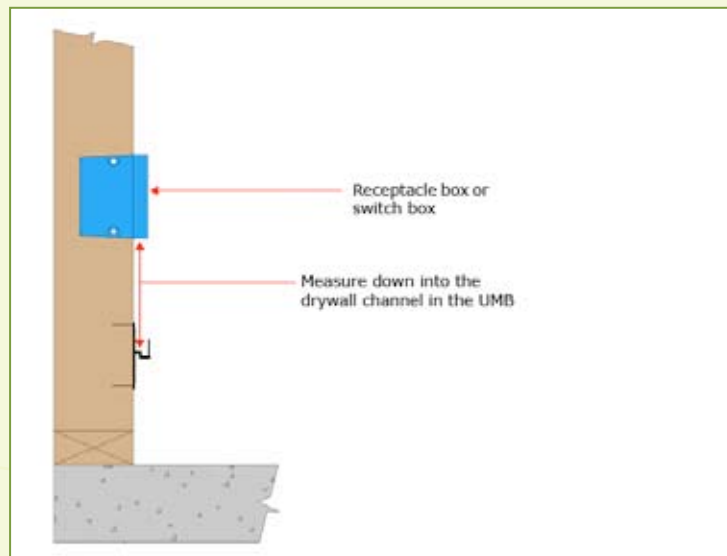 Receptacle box or
switch box
Measure down into the
drywall channel in the UMB